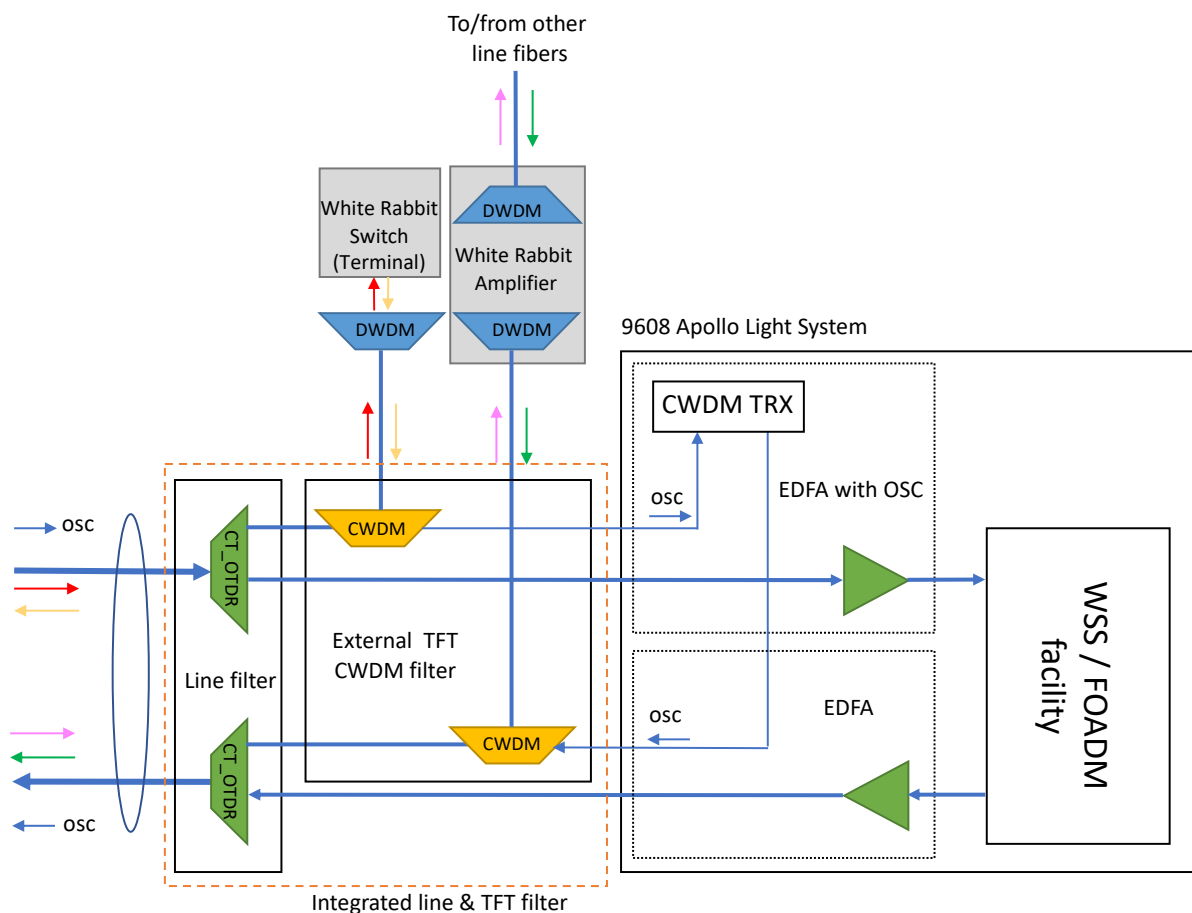 To/from other
line fibers
White Rabbit
Switch
(Terminal)
DWDM
White Rabbit
Amplifier
DWDM
DWDM
9608 Apollo Light System
CWDM TRX
EDFA with OSC
osc
osc
CT_OTDR
CWDM
External TFT
CWDM filter
Line filter
WSS / FOADM
facility
EDFA
osc
CWDM
CT_OTDR
osc
Integrated line & TFT filter